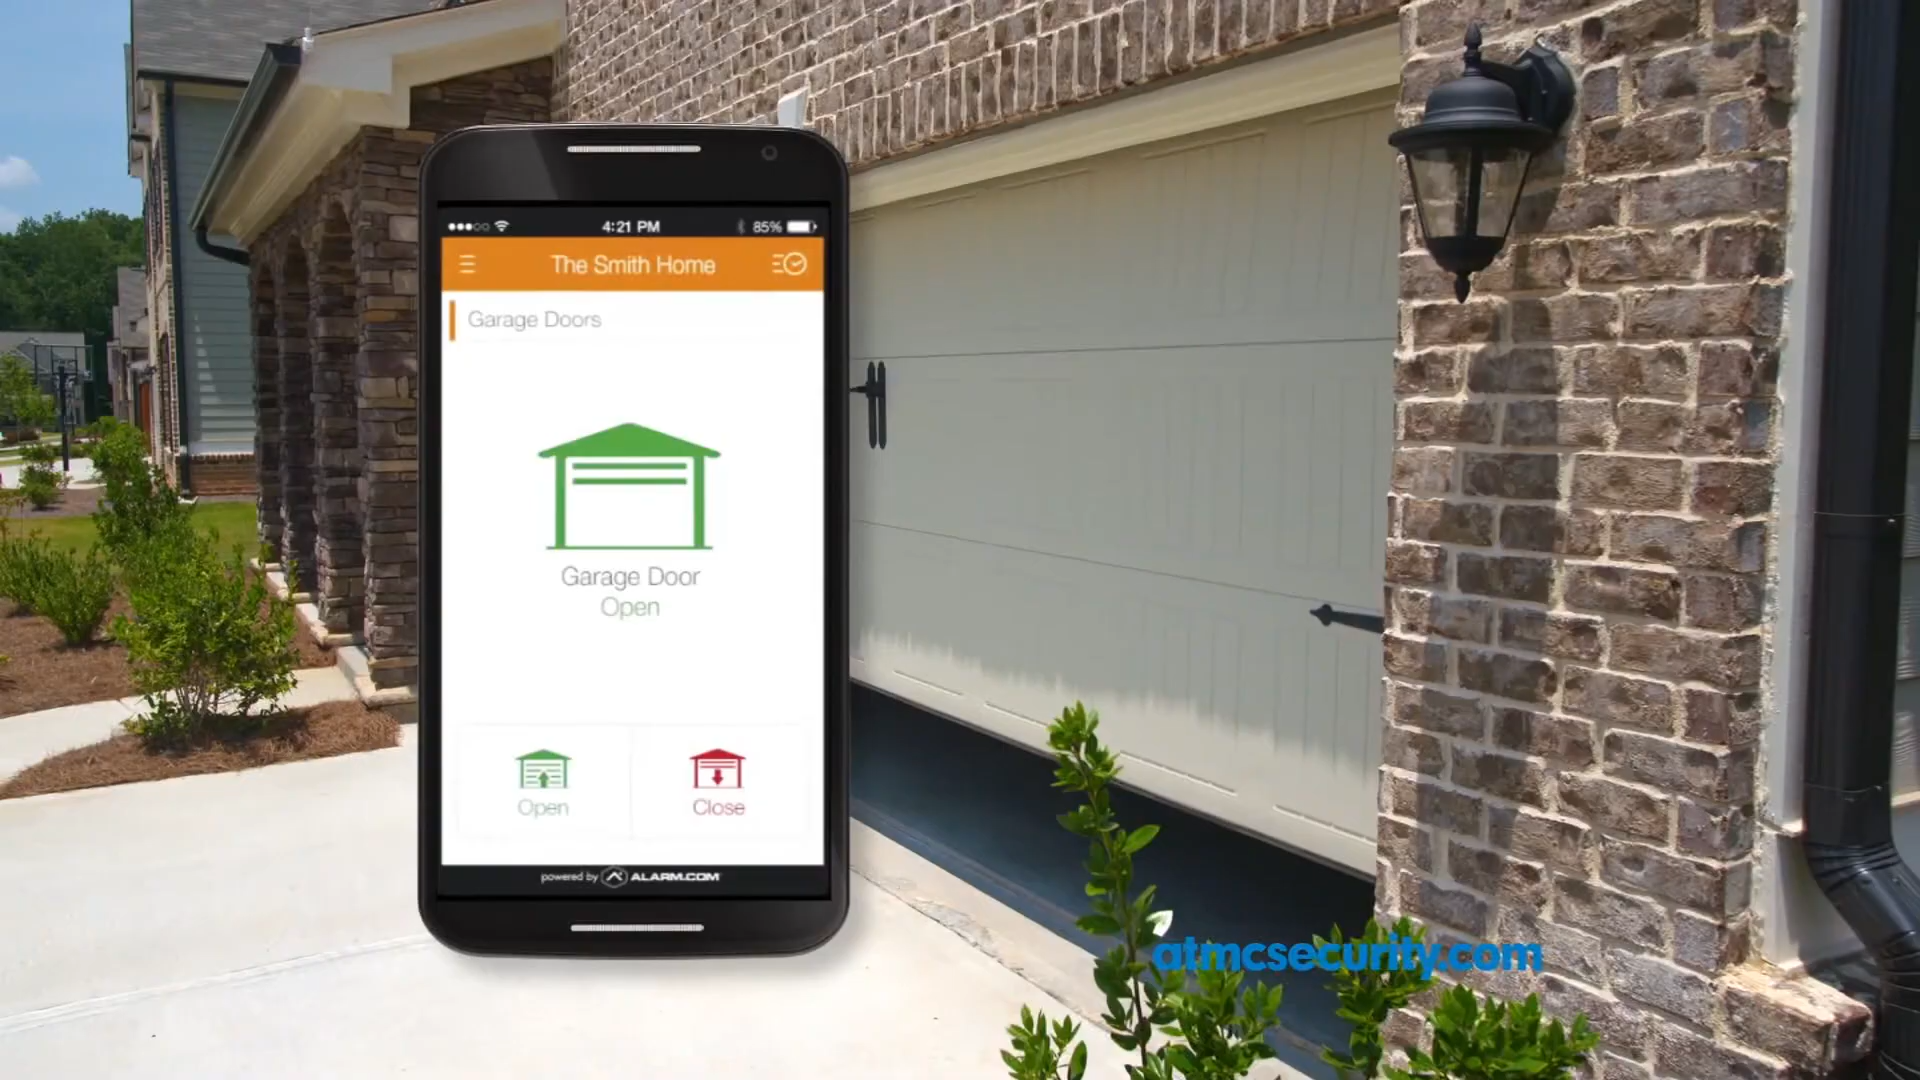 4:21 PM
85%
The Smith Home
Garage Doors
Garage Door
Open
Open
Close
powered by ALARM.COM
atmcsecurity.com